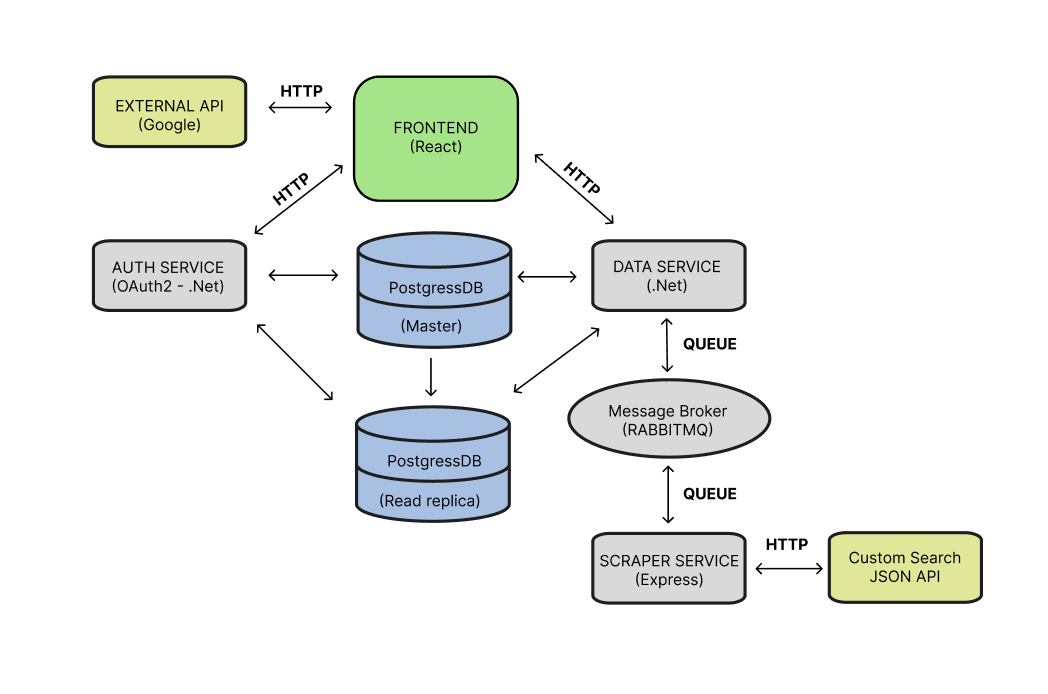 HTTP
EXTERNAL API
(Google)
FRONTEND
(React)
HTTP
HTTP
AUTH SERVICE
(OAuth2 - .Net)
PostgressDB
(Master)
DATA SERVICE
(.Net)
QUEUE
Message Broker
(RABBITMQ)
PostgressDB
(Read replica)
QUEUE
SCRAPER SERVICE
(Express)
HTTP
Custom Search
JSON API